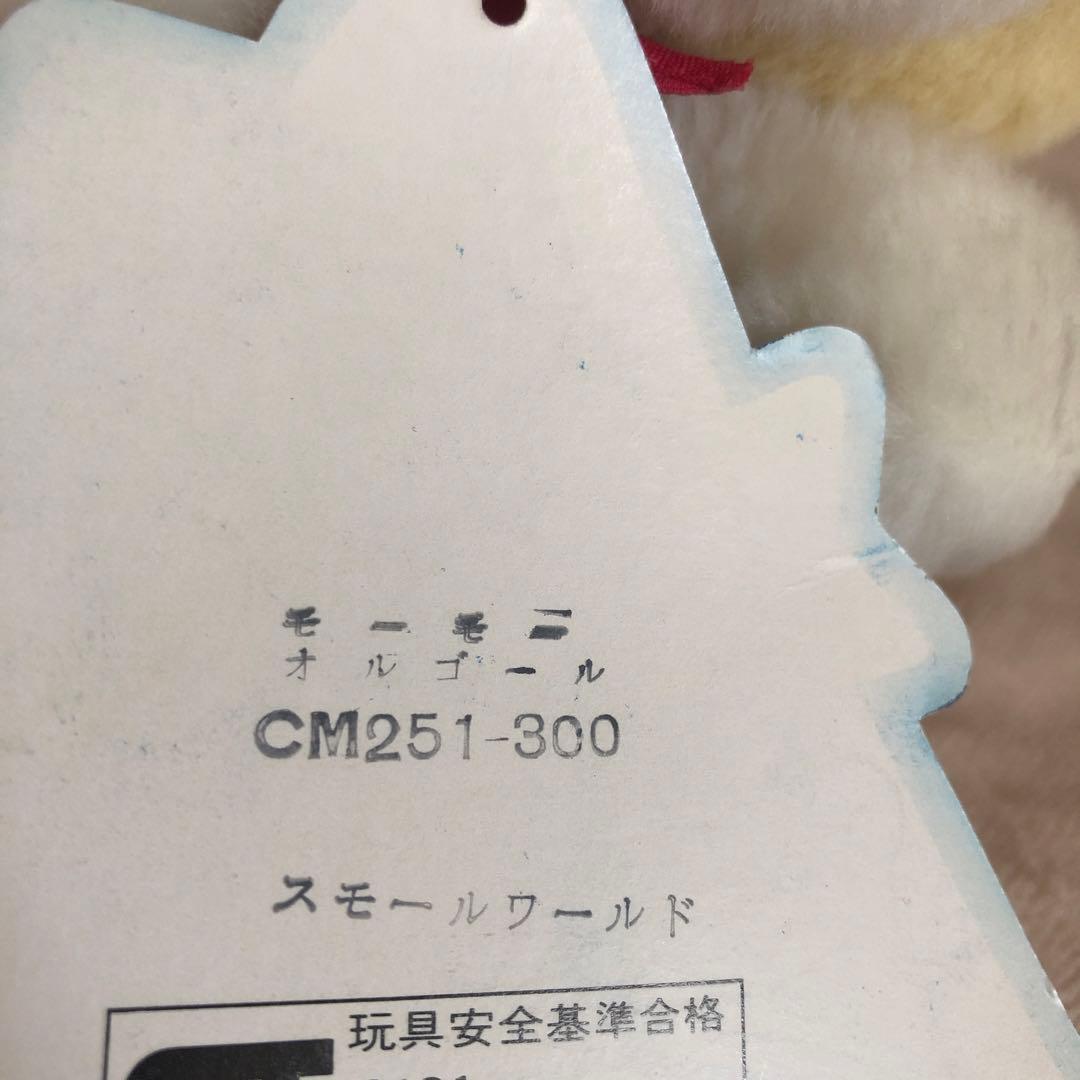 モーモニ
オルゴール
CM251-300
スモールワールド
玩具安全基準合格